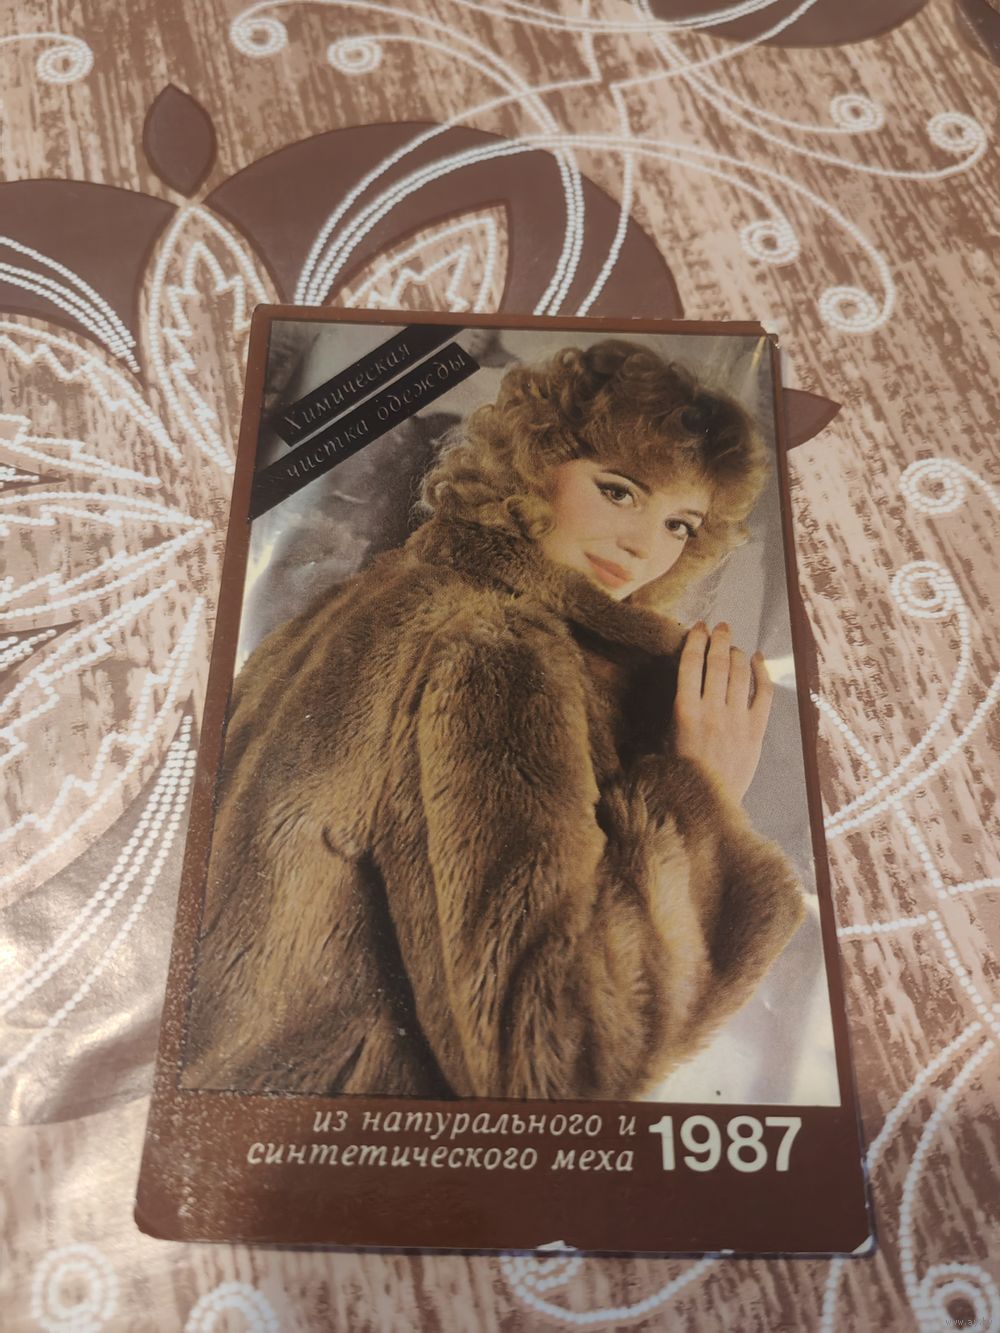 Химическая
чистка одежды
из натурального и
синтетического меха
1987